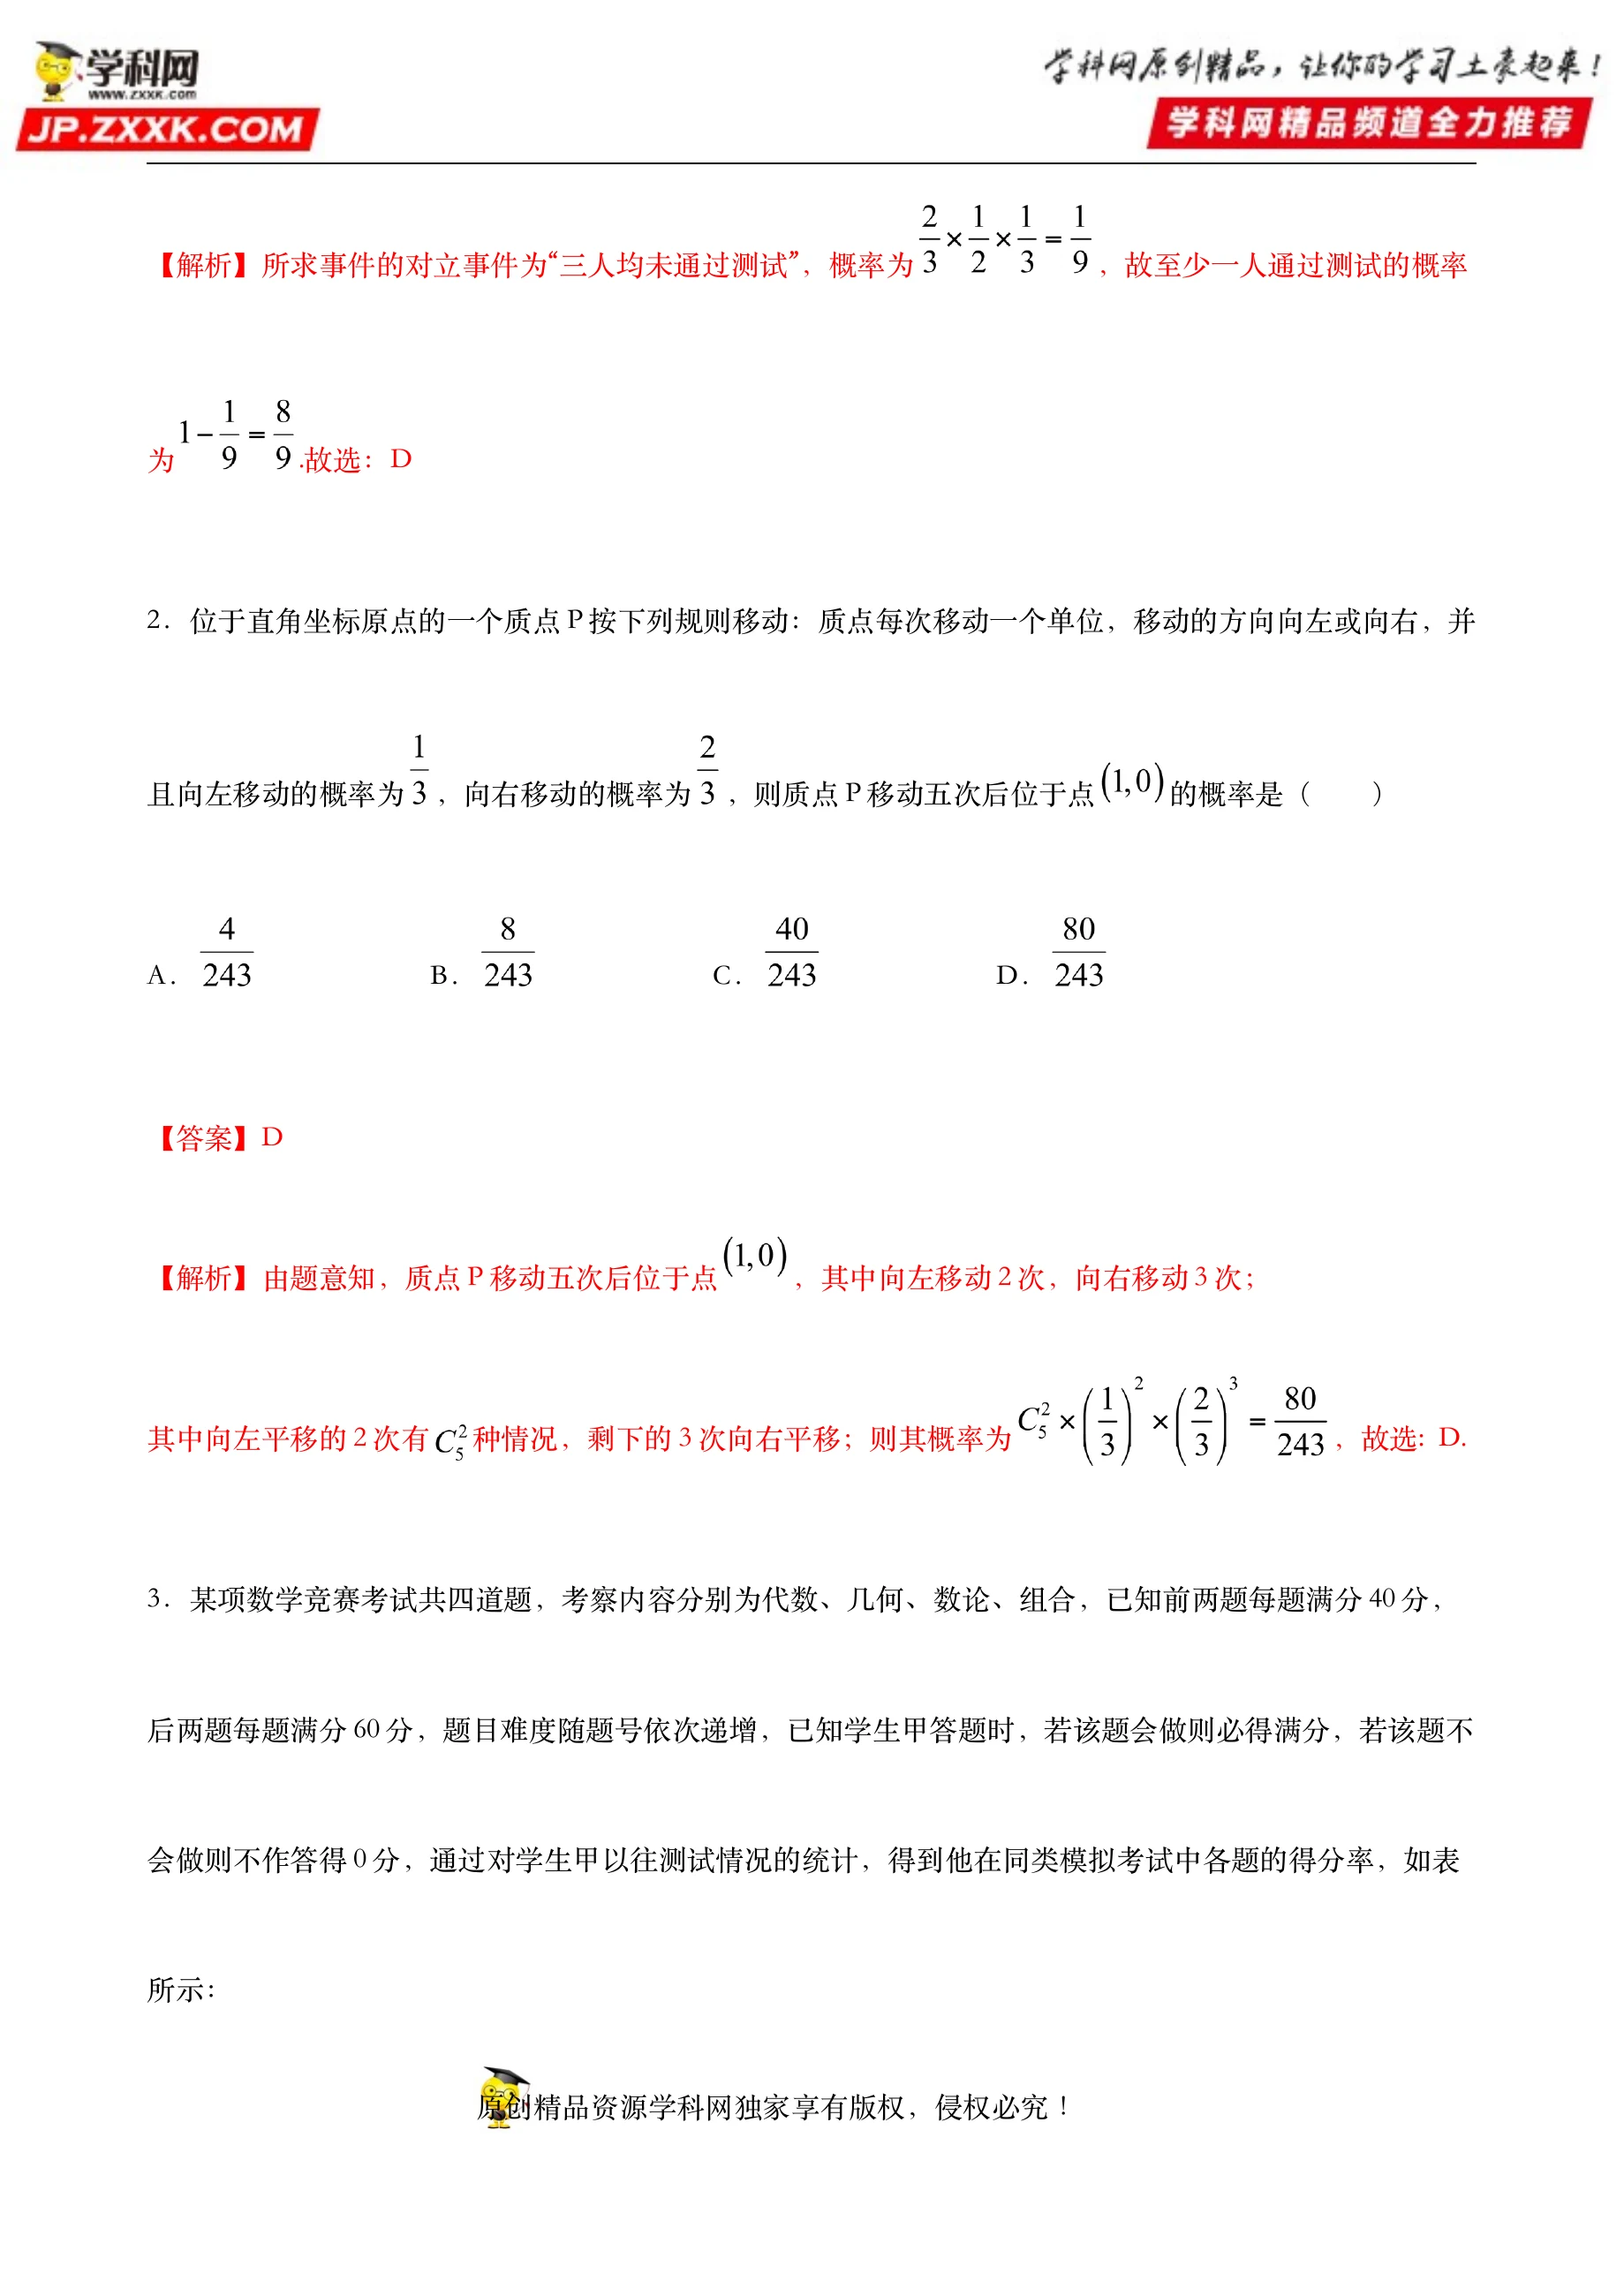 学科网
www.zxxk.com
JP.ZXXK.COM
学科网原创精品，让你的学习土豪起来！
学科网精品频道全力推荐
【解析】所求事件的对立事件为“三人均未通过测试”，概率为 2/3 × 1/2 × 1/3 = 1/9，故至少一人通过测试的概率
为 1 − 1/9 = 8/9 .故选：D
2．位于直角坐标原点的一个质点 P 按下列规则移动：质点每次移动一个单位，移动的方向向左或向右，并
且向左移动的概率为 1/3，向右移动的概率为 2/3，则质点 P 移动五次后位于点 (1,0) 的概率是（　　）
A．4/243 B．8/243 C．40/243 D．80/243
【答案】D
【解析】由题意知，质点 P 移动五次后位于点 (1,0)，其中向左移动 2 次，向右移动 3 次；
其中向左平移的 2 次有 C₅² 种情况，剩下的 3 次向右平移；则其概率为 C₅² × (1/3)² × (2/3)³ = 80/243，故选：D.
3．某项数学竞赛考试共四道题，考察内容分别为代数、几何、数论、组合，已知前两题每题满分 40 分，
后两题每题满分 60 分，题目难度随题号依次递增，已知学生甲答题时，若该题会做则必得满分，若该题不
会做则不作答得 0 分，通过对学生甲以往测试情况的统计，得到他在同类模拟考试中各题的得分率，如表
所示：
原创精品资源学科网独家享有版权，侵权必究！